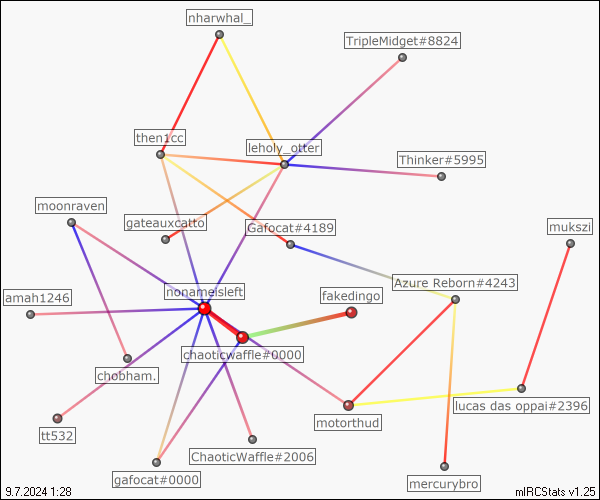 nharwhal_
TripleMidget#8824
then1cc
leholy_otter
Thinker#5995
moonraven
gateauxcatto
Gafocat#4189
mukszi
nonameisleft
fakedingo
Azure Reborn#4243
amah1246
chaoticwaffle#0000
chobham.
lucas das oppai#2396
motorthud
tt532
ChaoticWaffle#2006
gafocat#0000
mercurybro
9.7.2024 1:28
mIRCStats v1.25